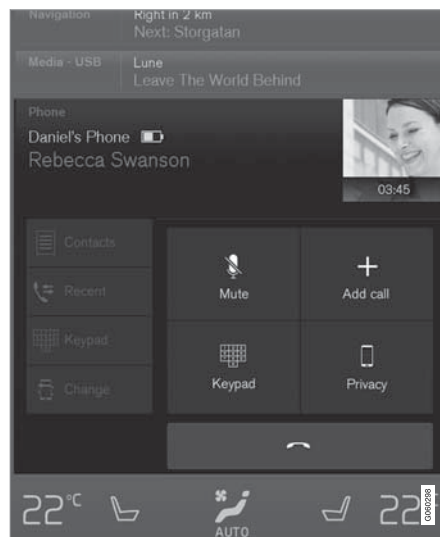 Navigation
Right in 2 km
Next: Storgatan
Media - USB
Lune
Leave The World Behind
Phone
Daniel's Phone
Rebecca Swanson
03:45
Contacts
Recent
Keypad
Change
Mute
Add call
Keypad
Privacy
22°C
AUTO
22°
G060298